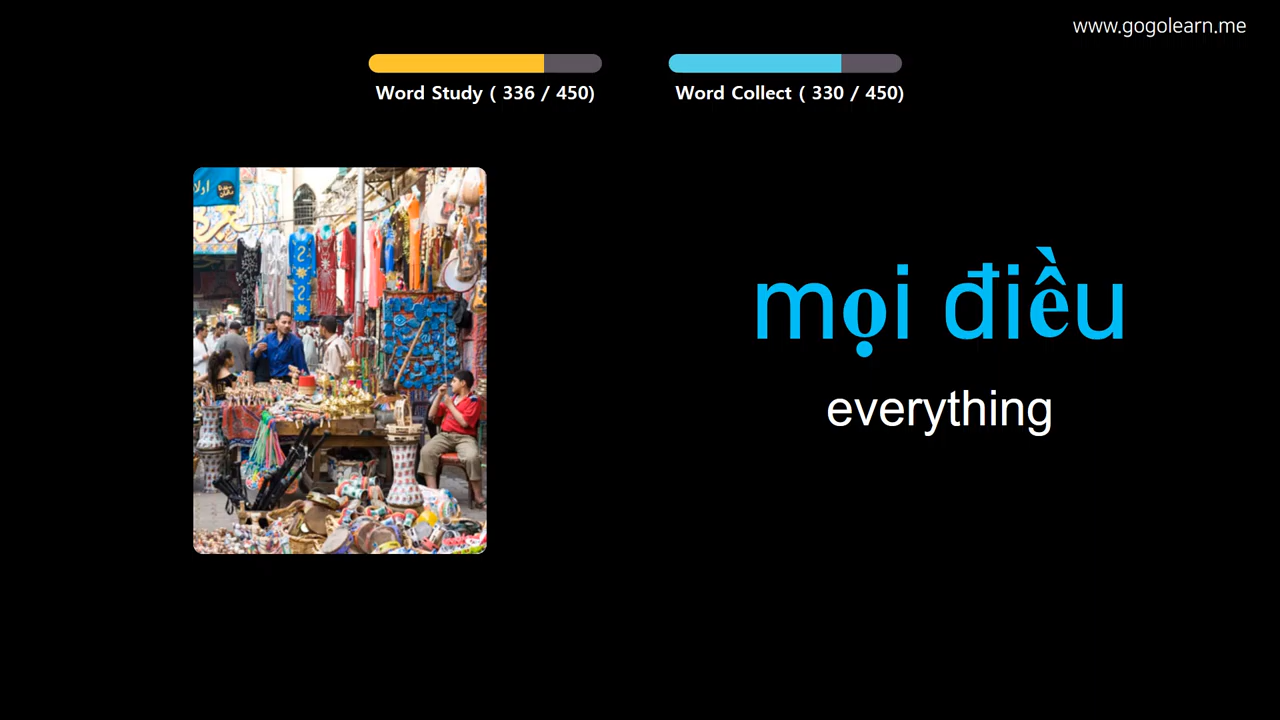 www.gogolearn.me
Word Study ( 336 / 450)
Word Collect ( 330 / 450)
mọi điều
everything